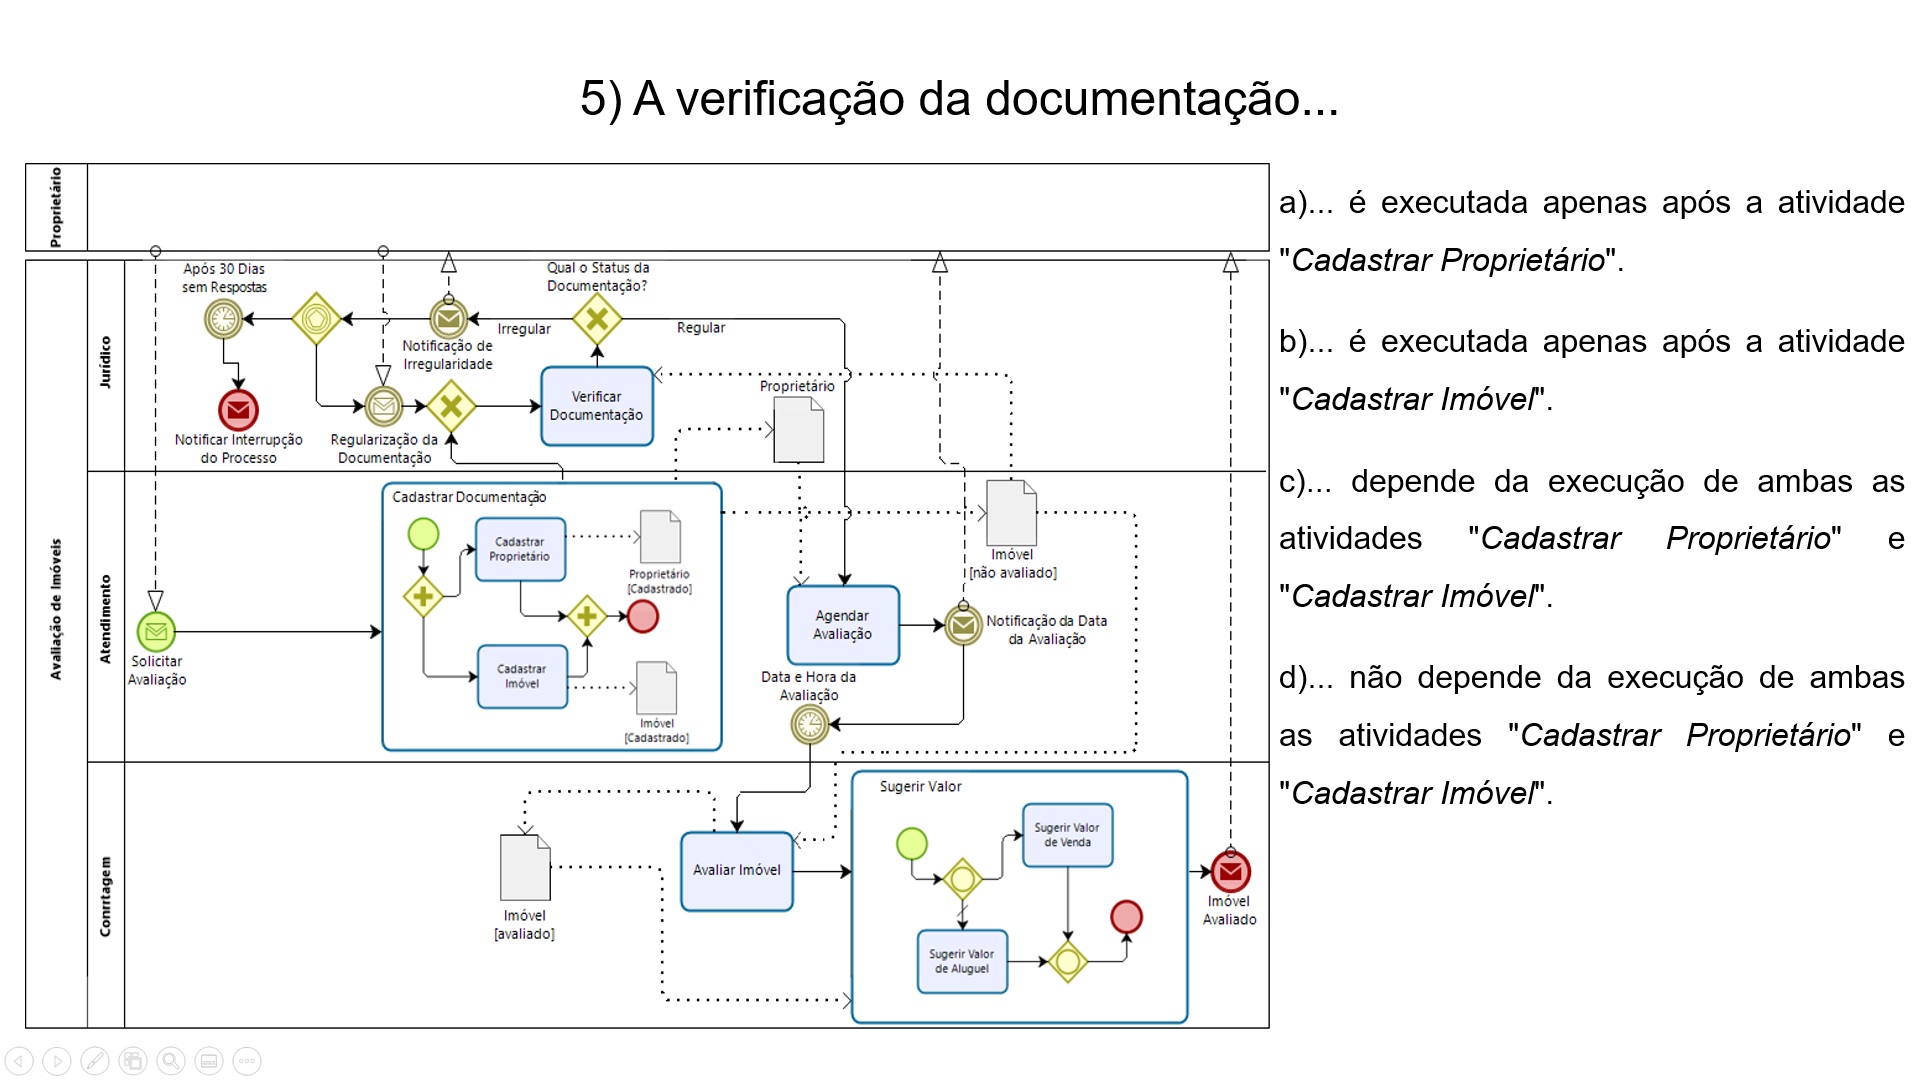 5) A verificação da documentação...
Proprietário
Avaliação de Imóveis
Jurídico
Após 30 Dias
sem Respostas
Notificar Interrupção
do Processo
Regularização da
Documentação
Notificação de
Irregularidade
Irregular
Qual o Status da
Documentação?
Regular
Verificar
Documentação
Proprietário
Atendimento
Solicitar
Avaliação
Cadastrar Documentação
Cadastrar
Proprietário
Proprietário
[Cadastrado]
Cadastrar
Imóvel
Imóvel
[Cadastrado]
Agendar
Avaliação
Imóvel
[não avaliado]
Notificação da Data
da Avaliação
Data e Hora da
Avaliação
Conrrtagem
Imóvel
[avaliado]
Avaliar Imóvel
Sugerir Valor
Sugerir Valor
de Venda
Sugerir Valor
de Aluguel
Imóvel
Avaliado
a)... é executada apenas após a atividade
"Cadastrar Proprietário".
b)... é executada apenas após a atividade
"Cadastrar Imóvel".
c)... depende da execução de ambas as
atividades "Cadastrar Proprietário" e
"Cadastrar Imóvel".
d)... não depende da execução de ambas
as atividades "Cadastrar Proprietário" e
"Cadastrar Imóvel".